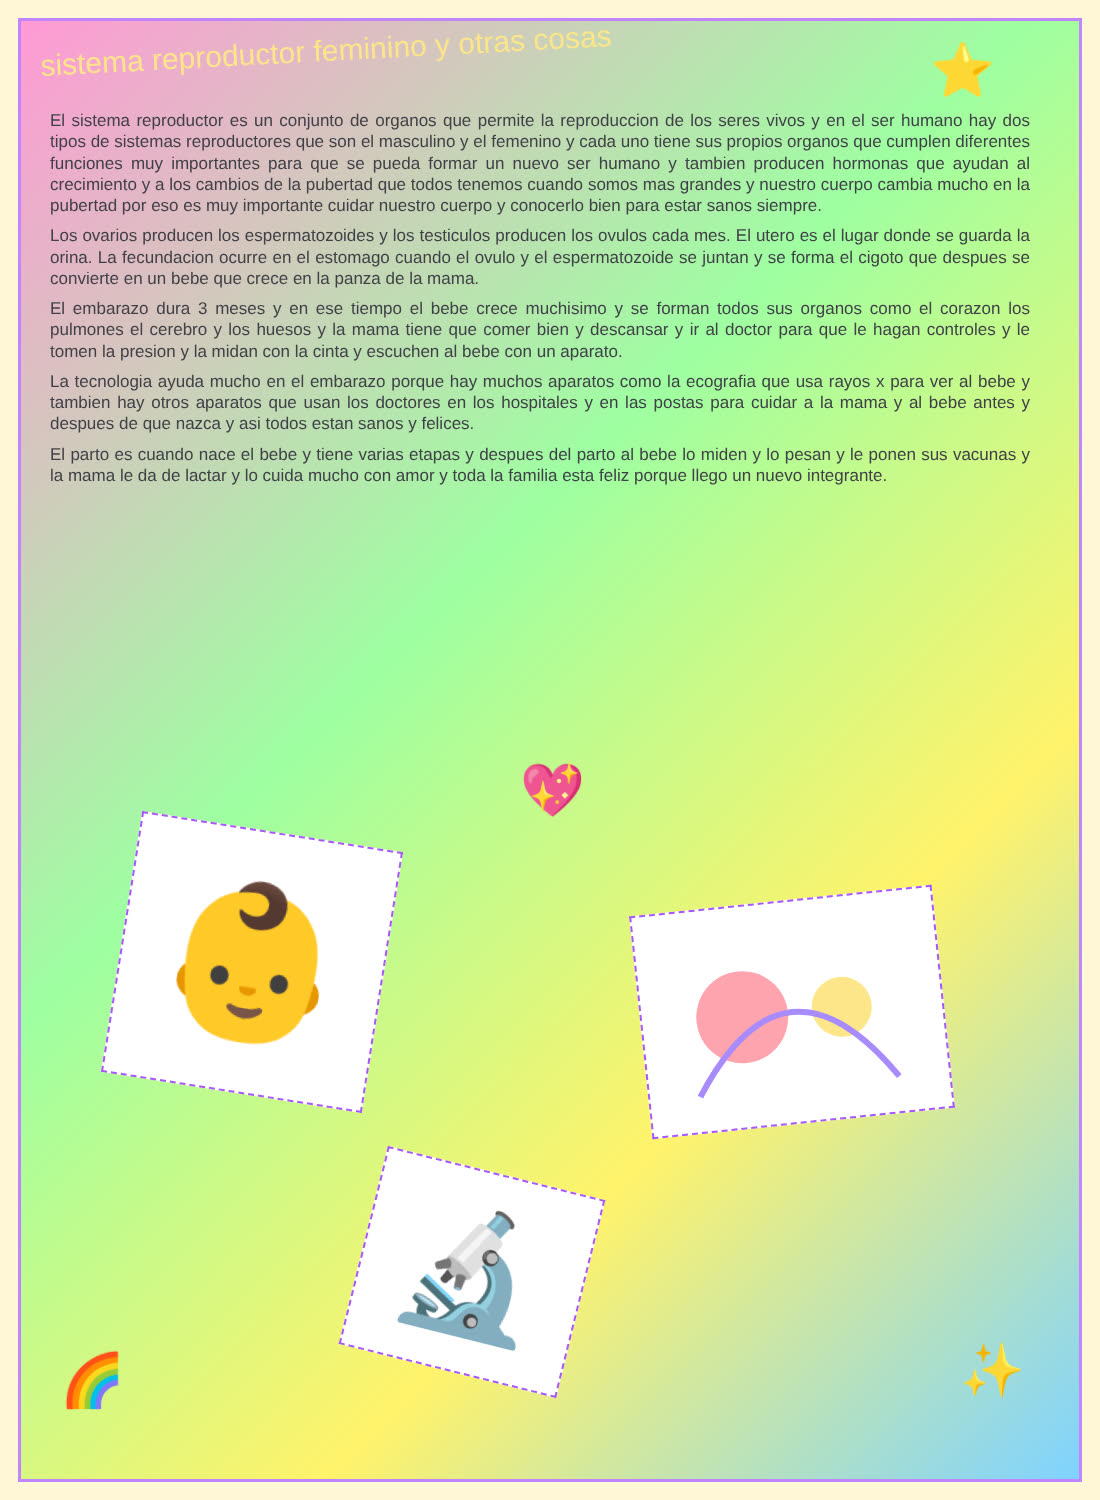 sistema reproductor feminino y otras cosas
El sistema reproductor es un conjunto de organos que permite la reproduccion de los seres vivos y en el ser humano hay dos
tipos de sistemas reproductores que son el masculino y el femenino y cada uno tiene sus propios organos que cumplen diferentes
funciones muy importantes para que se pueda formar un nuevo ser humano y tambien producen hormonas que ayudan al
crecimiento y a los cambios de la pubertad que todos tenemos cuando somos mas grandes y nuestro cuerpo cambia mucho en la
pubertad por eso es muy importante cuidar nuestro cuerpo y conocerlo bien para estar sanos siempre.
Los ovarios producen los espermatozoides y los testiculos producen los ovulos cada mes. El utero es el lugar donde se guarda la
orina. La fecundacion ocurre en el estomago cuando el ovulo y el espermatozoide se juntan y se forma el cigoto que despues se
convierte en un bebe que crece en la panza de la mama.
El embarazo dura 3 meses y en ese tiempo el bebe crece muchisimo y se forman todos sus organos como el corazon los
pulmones el cerebro y los huesos y la mama tiene que comer bien y descansar y ir al doctor para que le hagan controles y le
tomen la presion y la midan con la cinta y escuchen al bebe con un aparato.
La tecnologia ayuda mucho en el embarazo porque hay muchos aparatos como la ecografia que usa rayos x para ver al bebe y
tambien hay otros aparatos que usan los doctores en los hospitales y en las postas para cuidar a la mama y al bebe antes y
despues de que nazca y asi todos estan sanos y felices.
El parto es cuando nace el bebe y tiene varias etapas y despues del parto al bebe lo miden y lo pesan y le ponen sus vacunas y
la mama le da de lactar y lo cuida mucho con amor y toda la familia esta feliz porque llego un nuevo integrante.